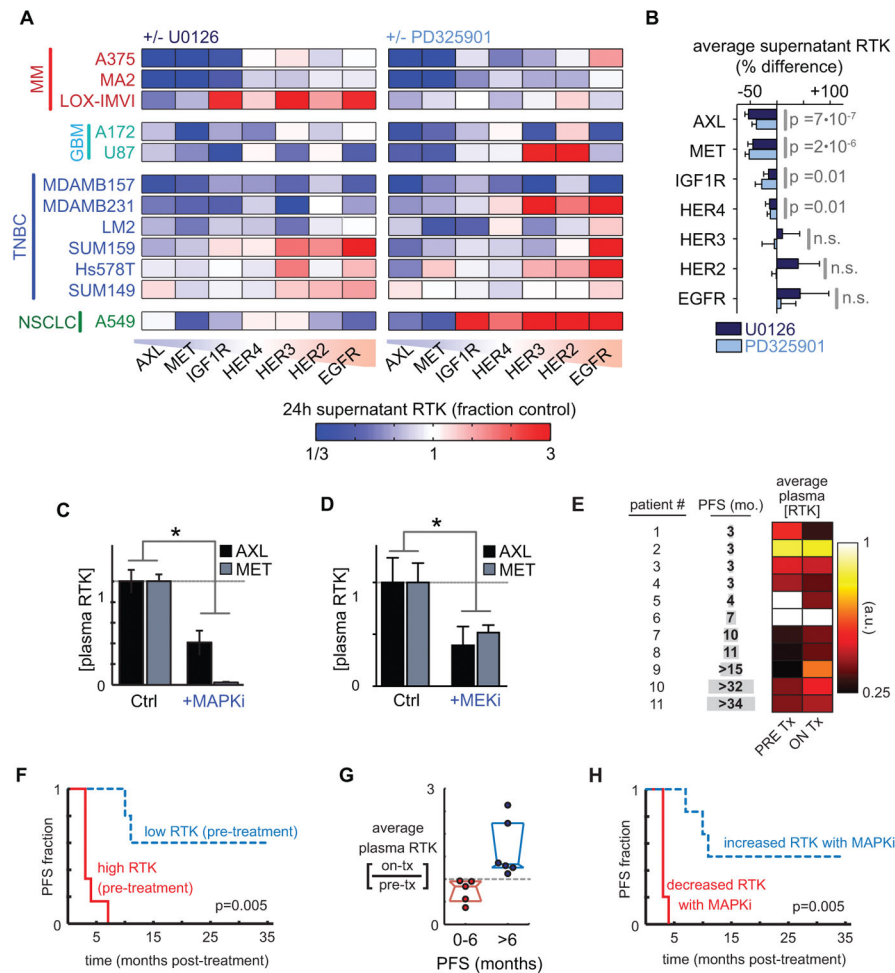 A
+/- U0126
+/- PD325901
MM
A375
MA2
LOX-IMVI
GBM
A172
U87
TNBC
MDAMB157
MDAMB231
LM2
SUM159
Hs578T
SUM149
NSCLC
A549
AXL
MET
IGF1R
HER4
HER3
HER2
EGFR
AXL
MET
IGF1R
HER4
HER3
HER2
EGFR
24h supernatant RTK (fraction control)
1/3
1
3
B
average supernatant RTK
(% difference)
-50
+100
AXL
p =7•10⁻⁷
MET
p =2•10⁻⁶
IGF1R
p =0.01
HER4
p =0.01
HER3
n.s.
HER2
n.s.
EGFR
n.s.
U0126
PD325901
C
*
AXL
MET
[plasma RTK]
1
0
Ctrl
+MAPKi
D
*
AXL
MET
[plasma RTK]
1
0
Ctrl
+MEKi
E
patient #
PFS (mo.)
average
plasma
[RTK]
1 3
2 3
3 3
4 3
5 4
6 7
7 10
8 11
9 >15
10 >32
11 >34
PRE Tx
ON Tx
1
(a.u.)
0.25
F
PFS fraction
1
0
low RTK (pre-treatment)
high RTK
(pre-treatment)
p=0.005
5
15
25
35
time (months post-treatment)
G
average
plasma RTK
[on-tx
pre-tx]
3
0
0-6
>6
PFS (months)
H
PFS fraction
1
0
increased RTK with MAPKi
decreased RTK
with MAPKi
p=0.005
5
15
25
35
time (months post-treatment)